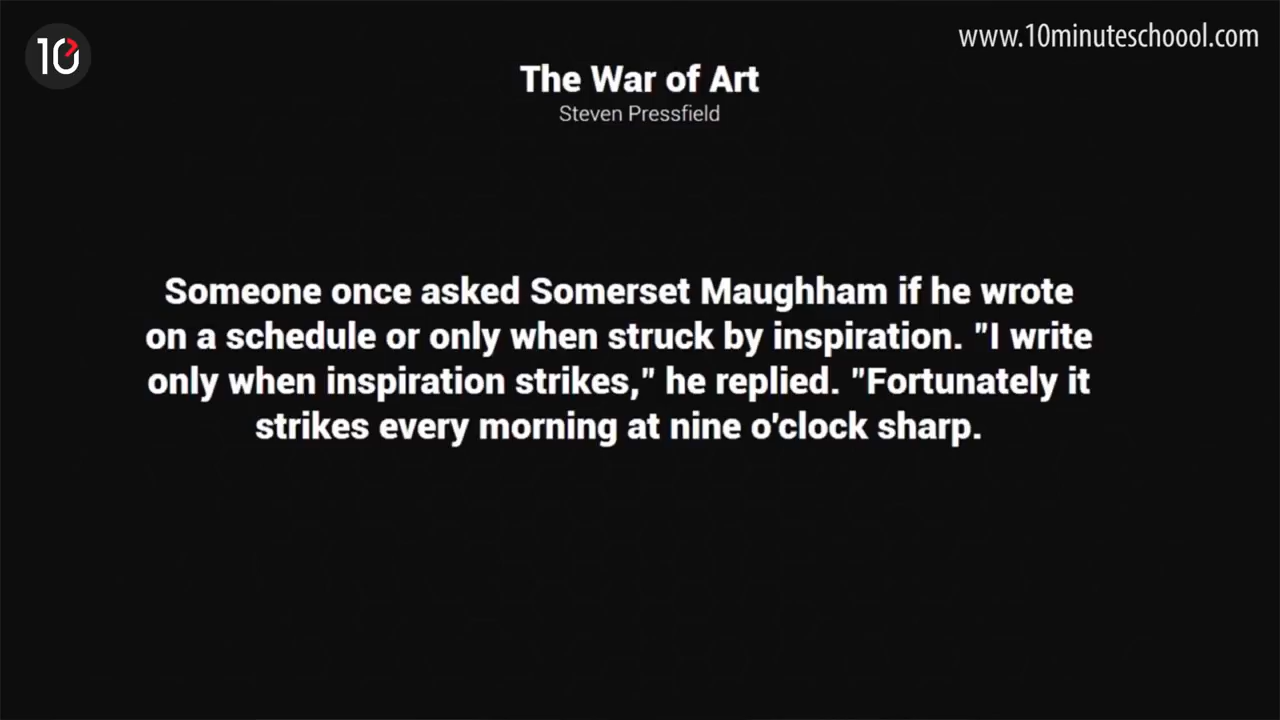 10
www.10minuteschoool.com
The War of Art
Steven Pressfield
Someone once asked Somerset Maughham if he wrote
on a schedule or only when struck by inspiration. "I write
only when inspiration strikes," he replied. "Fortunately it
strikes every morning at nine o'clock sharp.